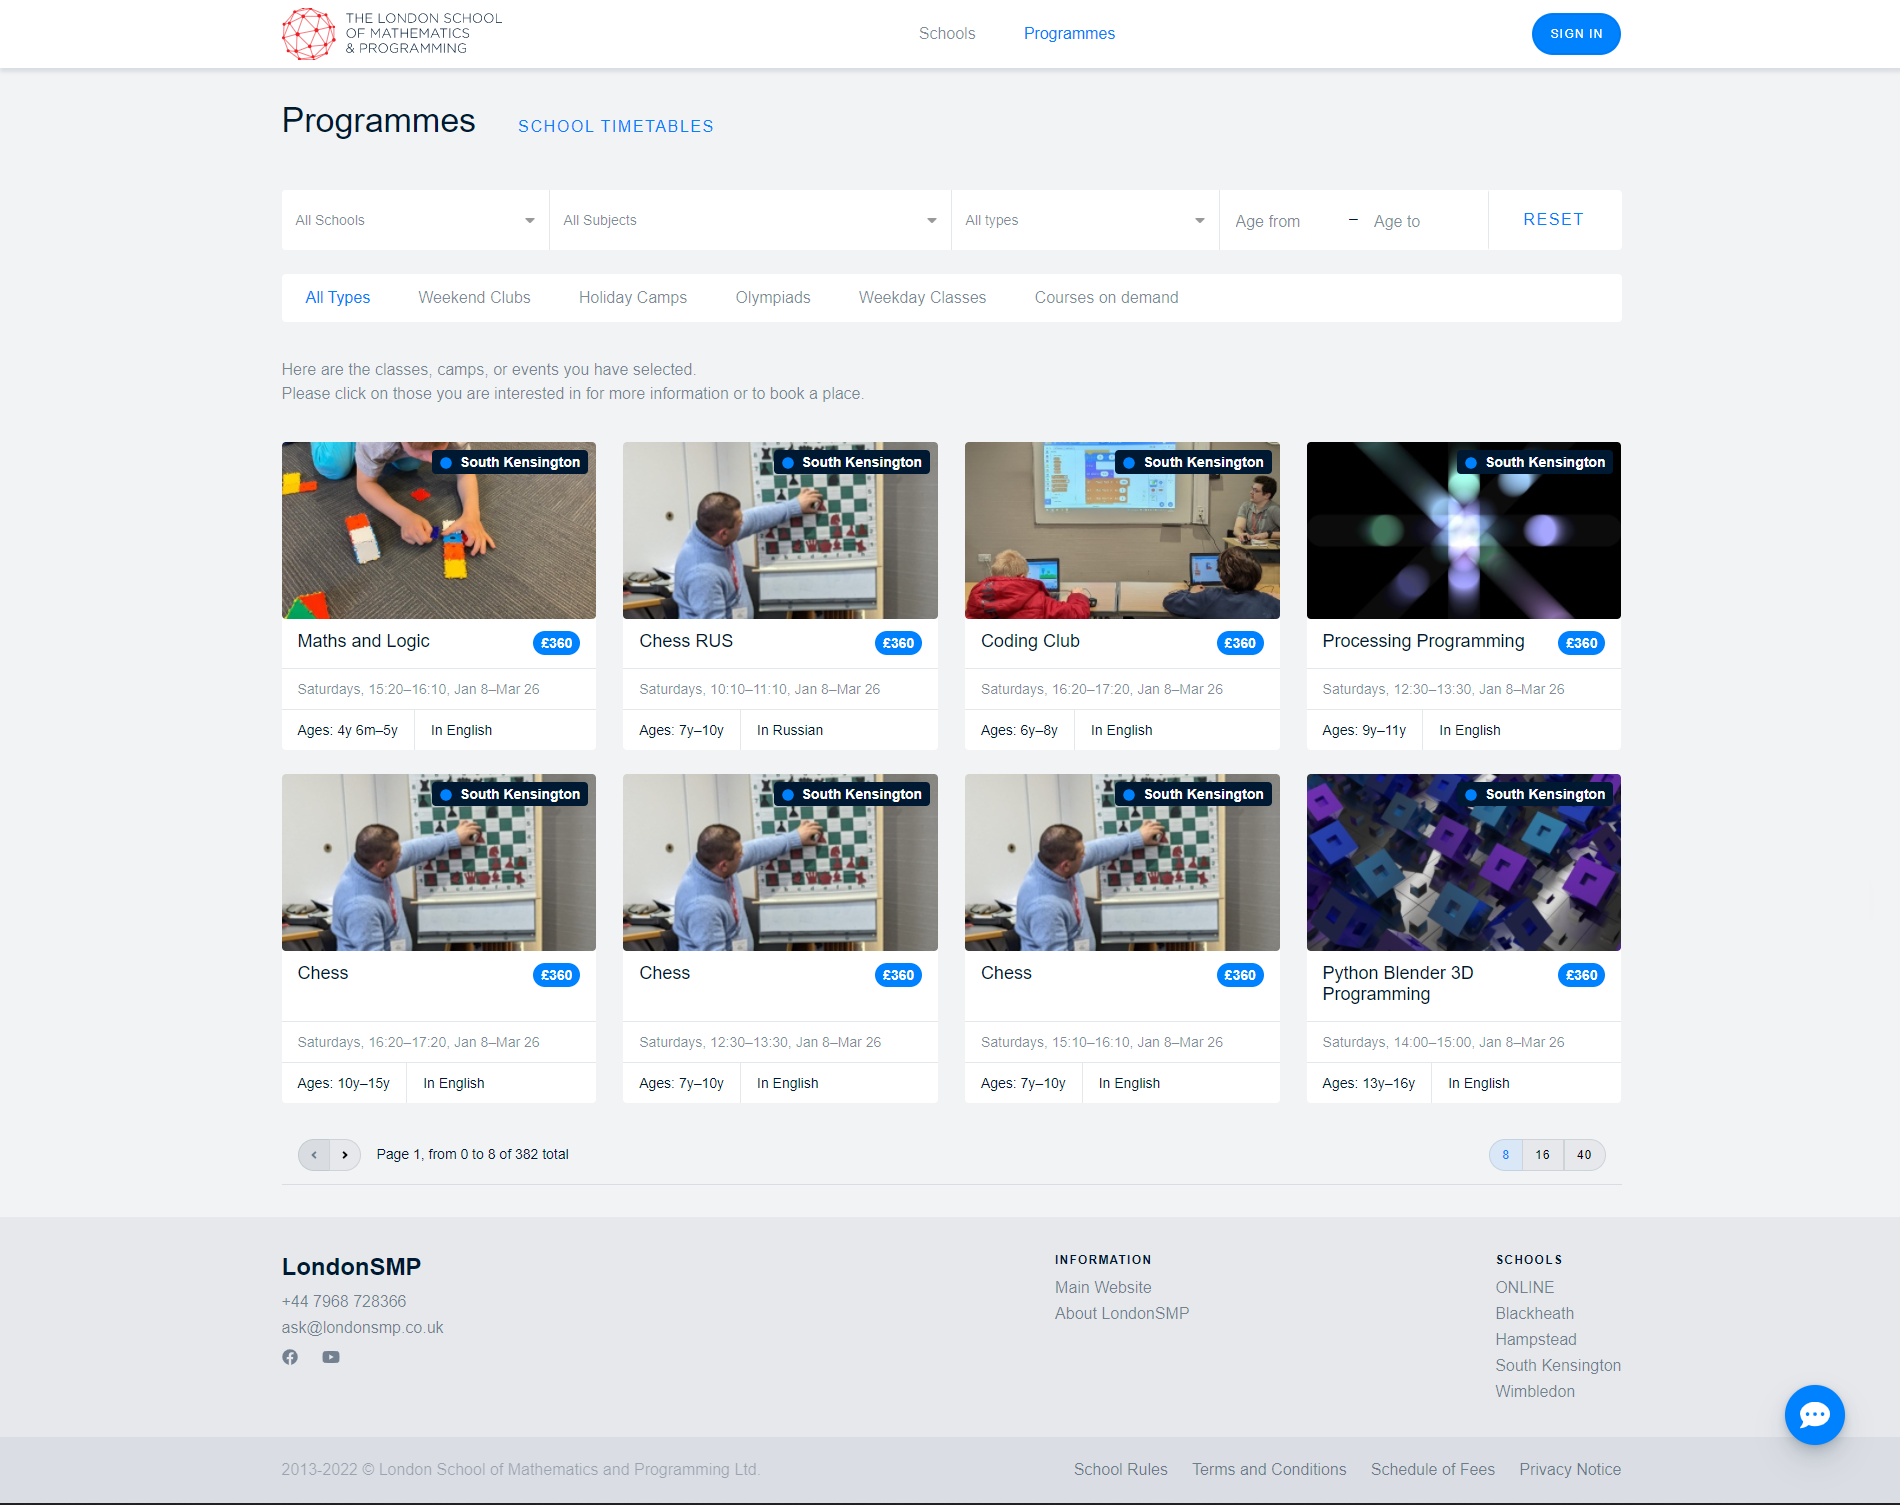 THE LONDON SCHOOL
OF MATHEMATICS
& PROGRAMMING
Schools
Programmes
SIGN IN
Programmes
SCHOOL TIMETABLES
All Schools
All Subjects
All types
Age from
–
Age to
RESET
All Types
Weekend Clubs
Holiday Camps
Olympiads
Weekday Classes
Courses on demand
Here are the classes, camps, or events you have selected.
Please click on those you are interested in for more information or to book a place.
South Kensington
Maths and Logic
£360
Saturdays, 15:20–16:10, Jan 8–Mar 26
Ages: 4y 6m–5y
In English
South Kensington
Chess RUS
£360
Saturdays, 10:10–11:10, Jan 8–Mar 26
Ages: 7y–10y
In Russian
South Kensington
Coding Club
£360
Saturdays, 16:20–17:20, Jan 8–Mar 26
Ages: 6y–8y
In English
South Kensington
Processing Programming
£360
Saturdays, 12:30–13:30, Jan 8–Mar 26
Ages: 9y–11y
In English
South Kensington
Chess
£360
Saturdays, 16:20–17:20, Jan 8–Mar 26
Ages: 10y–15y
In English
South Kensington
Chess
£360
Saturdays, 12:30–13:30, Jan 8–Mar 26
Ages: 7y–10y
In English
South Kensington
Chess
£360
Saturdays, 15:10–16:10, Jan 8–Mar 26
Ages: 7y–10y
In English
South Kensington
Python Blender 3D
Programming
£360
Saturdays, 14:00–15:00, Jan 8–Mar 26
Ages: 13y–16y
In English
Page 1, from 0 to 8 of 382 total
8
16
40
LondonSMP
+44 7968 728366
ask@londonsmp.co.uk
INFORMATION
Main Website
About LondonSMP
SCHOOLS
ONLINE
Blackheath
Hampstead
South Kensington
Wimbledon
2013-2022 © London School of Mathematics and Programming Ltd.
School Rules
Terms and Conditions
Schedule of Fees
Privacy Notice